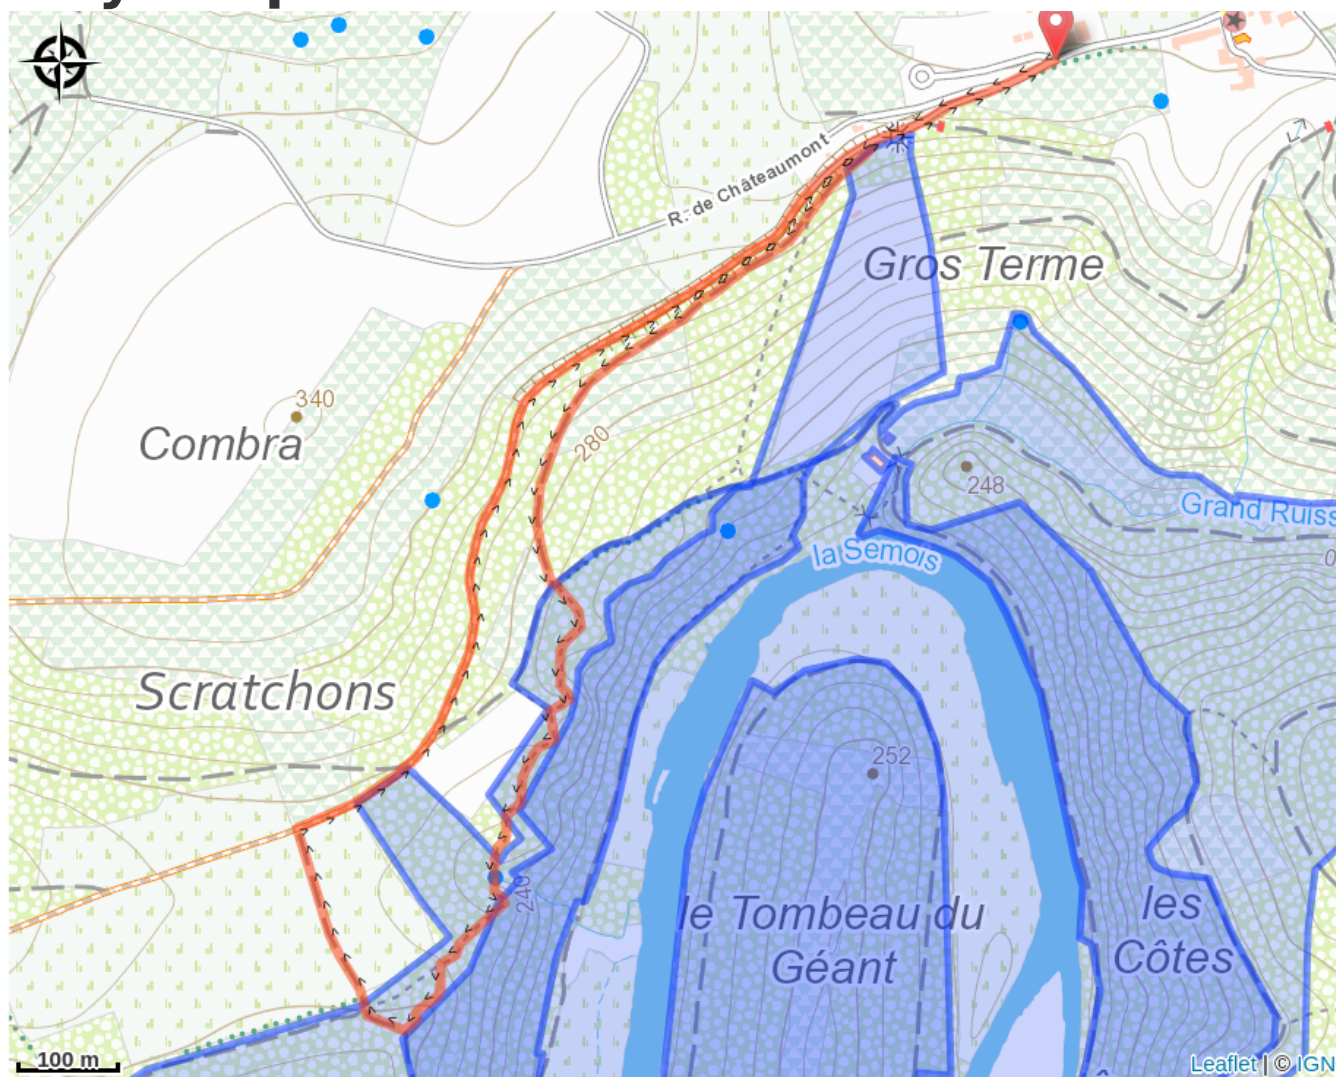 R. de Châteaumont
Gros Terme
340
Combra
280
248
Grand Ruiss
la Semois
Scratchons
252
240
le Tombeau du
Géant
les
Côtes
100 m
Leaflet | © IGN